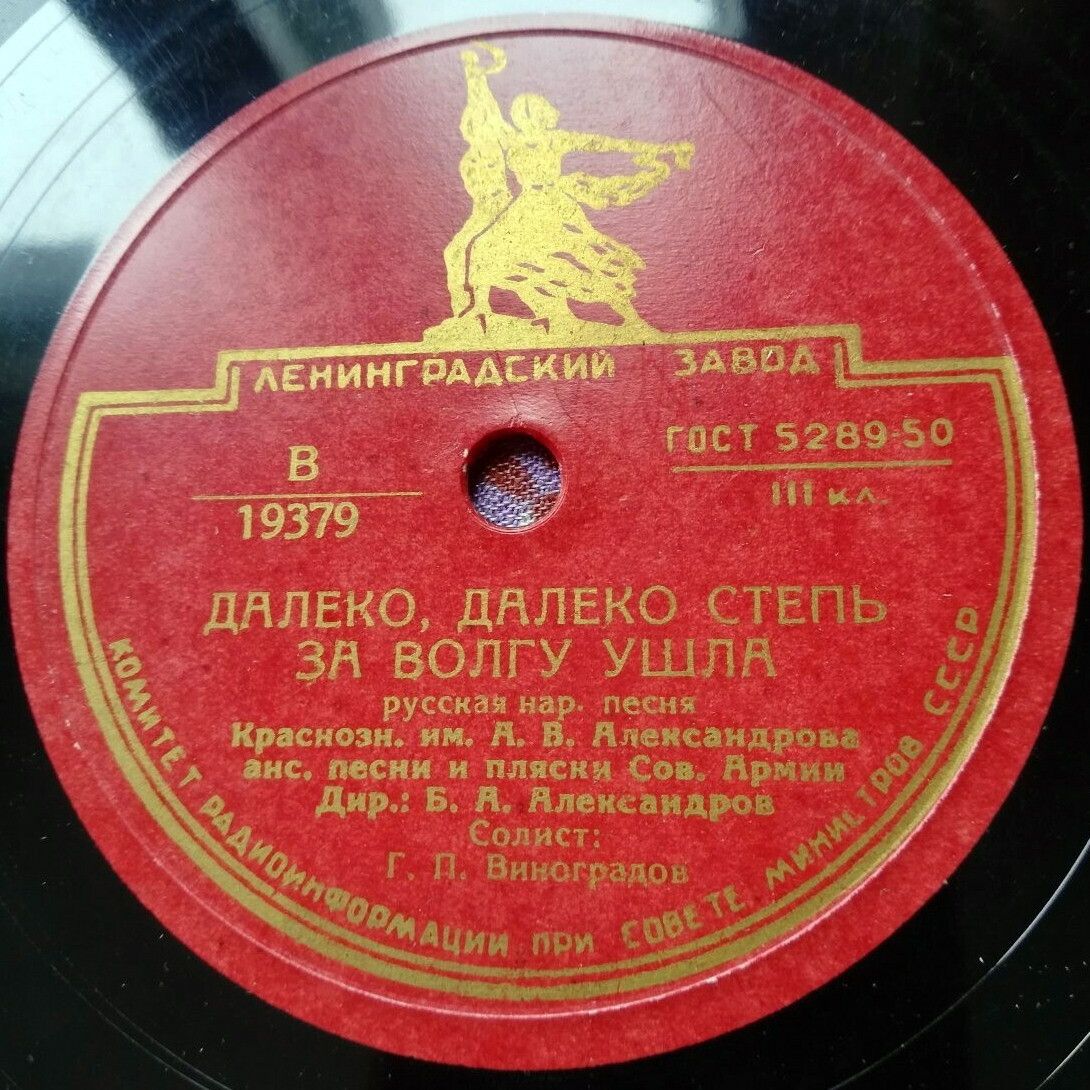 ЛЕНИНГРАДСКИЙ ЗАВОД
В
19379
ГОСТ 5289-50
III кл.
ДАЛЕКО, ДАЛЕКО СТЕПЬ
ЗА ВОЛГУ УШЛА
русская нар. песня
Краснозн. им. А. В. Александрова
анс. песни и пляски Сов. Армии
Дир.: Б. А. Александров
Солист:
Г. П. Виноградов
КОМИТЕТ РАДИОИНФОРМАЦИИ ПРИ СОВЕТЕ МИНИСТРОВ СССР